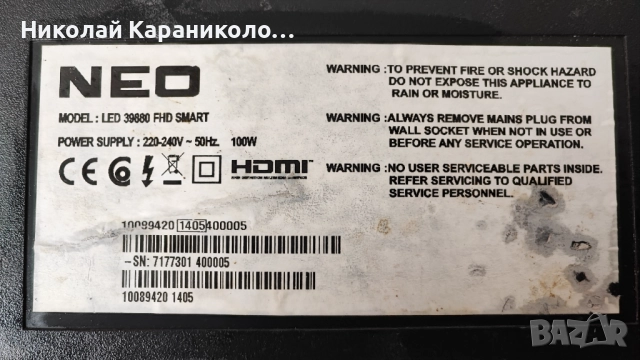 Николай Караниколо...
NEO
MODEL : LED 39880 FHD SMART
POWER SUPPLY : 220-240V ~ 50Hz. 100W
CE
HDMI
WARNING :TO PREVENT FIRE OR SHOCK HAZARD
DO NOT EXPOSE THIS APPLIANCE TO
RAIN OR MOISTURE.
WARNING :ALWAYS REMOVE MAINS PLUG FROM
WALL SOCKET WHEN NOT IN USE OR
BEFORE ANY SERVICE OPERATION.
WARNING :NO USER SERVICEABLE PARTS INSIDE.
REFER SERVICING TO QUALIFIED
SERVICE PERSONNEL.
10089420 1405 400005
SN: 7177301 400005
10089420 1405
BAZAR